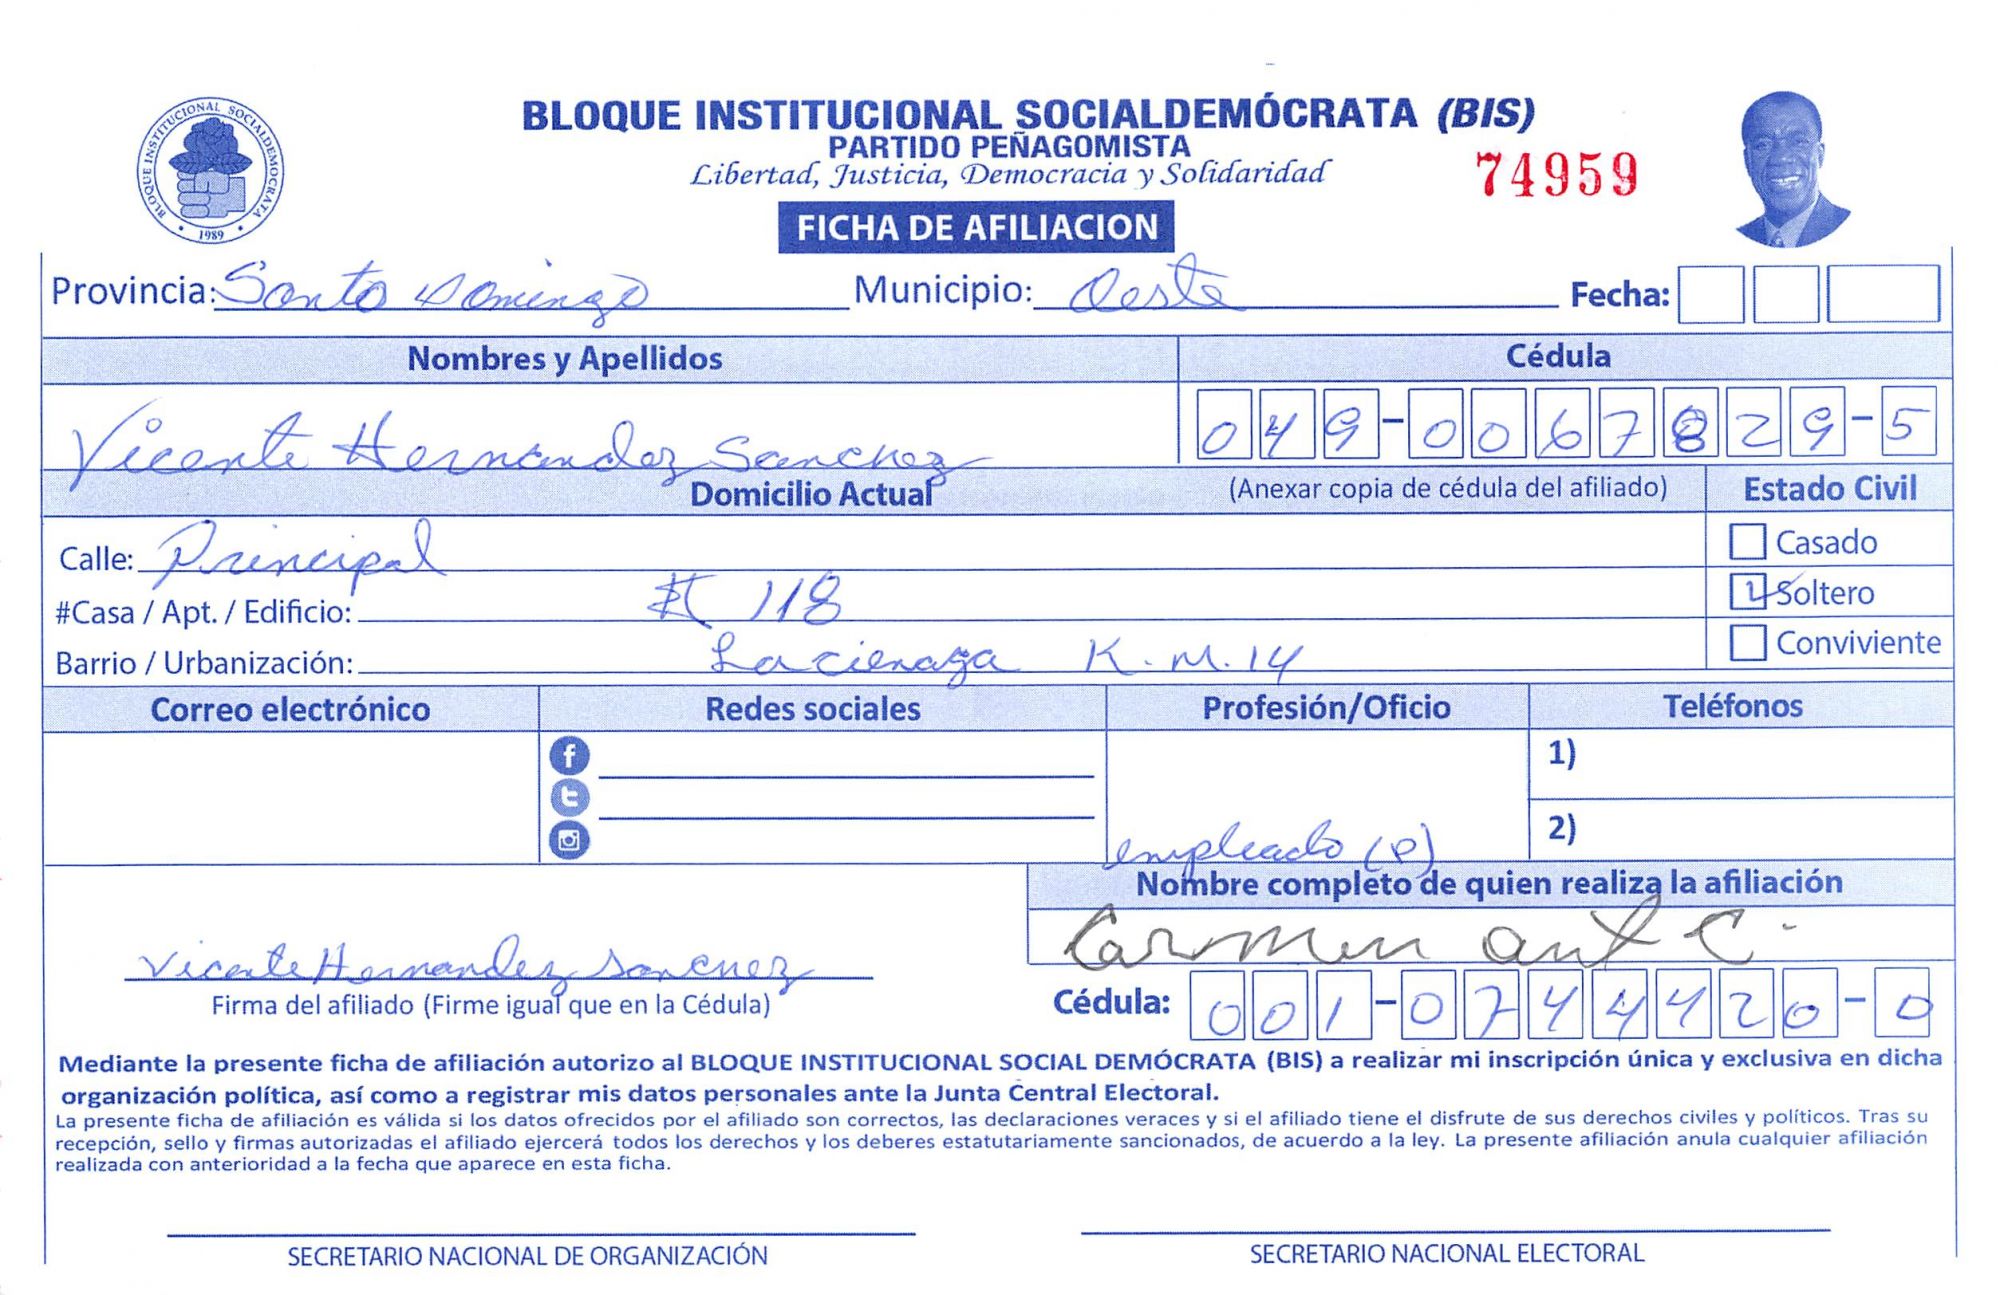 BLOQUE INSTITUCIONAL SOCIALDEMOCRATA
1989
BLOQUE INSTITUCIONAL SOCIALDEMÓCRATA (BIS)
PARTIDO PEÑAGOMISTA
Libertad, Justicia, Democracia y Solidaridad
74959
FICHA DE AFILIACION
Provincia: Santo Domingo Municipio: Oeste Fecha:
Nombres y Apellidos Cédula
Vicente Hernandez Sanchez 049-0067829-5
Domicilio Actual (Anexar copia de cédula del afiliado) Estado Civil
Calle: Principal Casado
#Casa / Apt. / Edificio: # 118 Soltero
Barrio / Urbanización: La cienaga K.M.14 Conviviente
Correo electrónico Redes sociales Profesión/Oficio Teléfonos
1)
2)
empleado (P)
Nombre completo de quien realiza la afiliación
Carmen ant C.
Vicente Hernandez Sanchez
Firma del afiliado (Firme igual que en la Cédula) Cédula: 001-0744420-0
Mediante la presente ficha de afiliación autorizo al BLOQUE INSTITUCIONAL SOCIAL DEMÓCRATA (BIS) a realizar mi inscripción única y exclusiva en dicha
organización política, así como a registrar mis datos personales ante la Junta Central Electoral.
La presente ficha de afiliación es válida si los datos ofrecidos por el afiliado son correctos, las declaraciones veraces y si el afiliado tiene el disfrute de sus derechos civiles y políticos. Tras su
recepción, sello y firmas autorizadas el afiliado ejercerá todos los derechos y los deberes estatutariamente sancionados, de acuerdo a la ley. La presente afiliación anula cualquier afiliación
realizada con anterioridad a la fecha que aparece en esta ficha.
SECRETARIO NACIONAL DE ORGANIZACIÓN SECRETARIO NACIONAL ELECTORAL